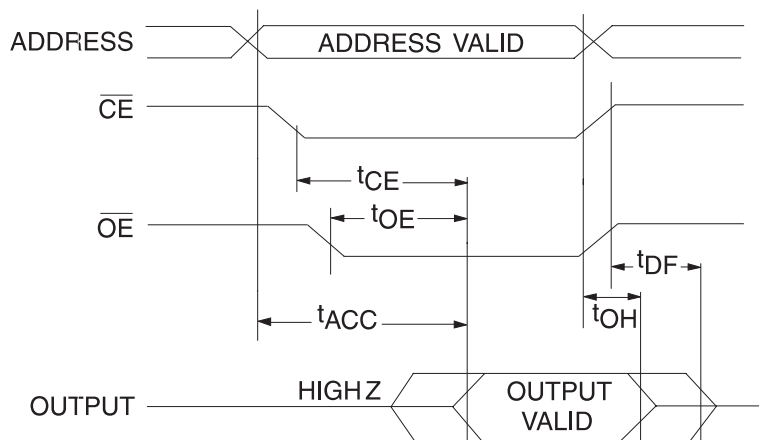 ADDRESS
ADDRESS VALID
CE
tCE
tOE
OE
tDF
tACC
tOH
HIGH Z
OUTPUT
OUTPUT
VALID